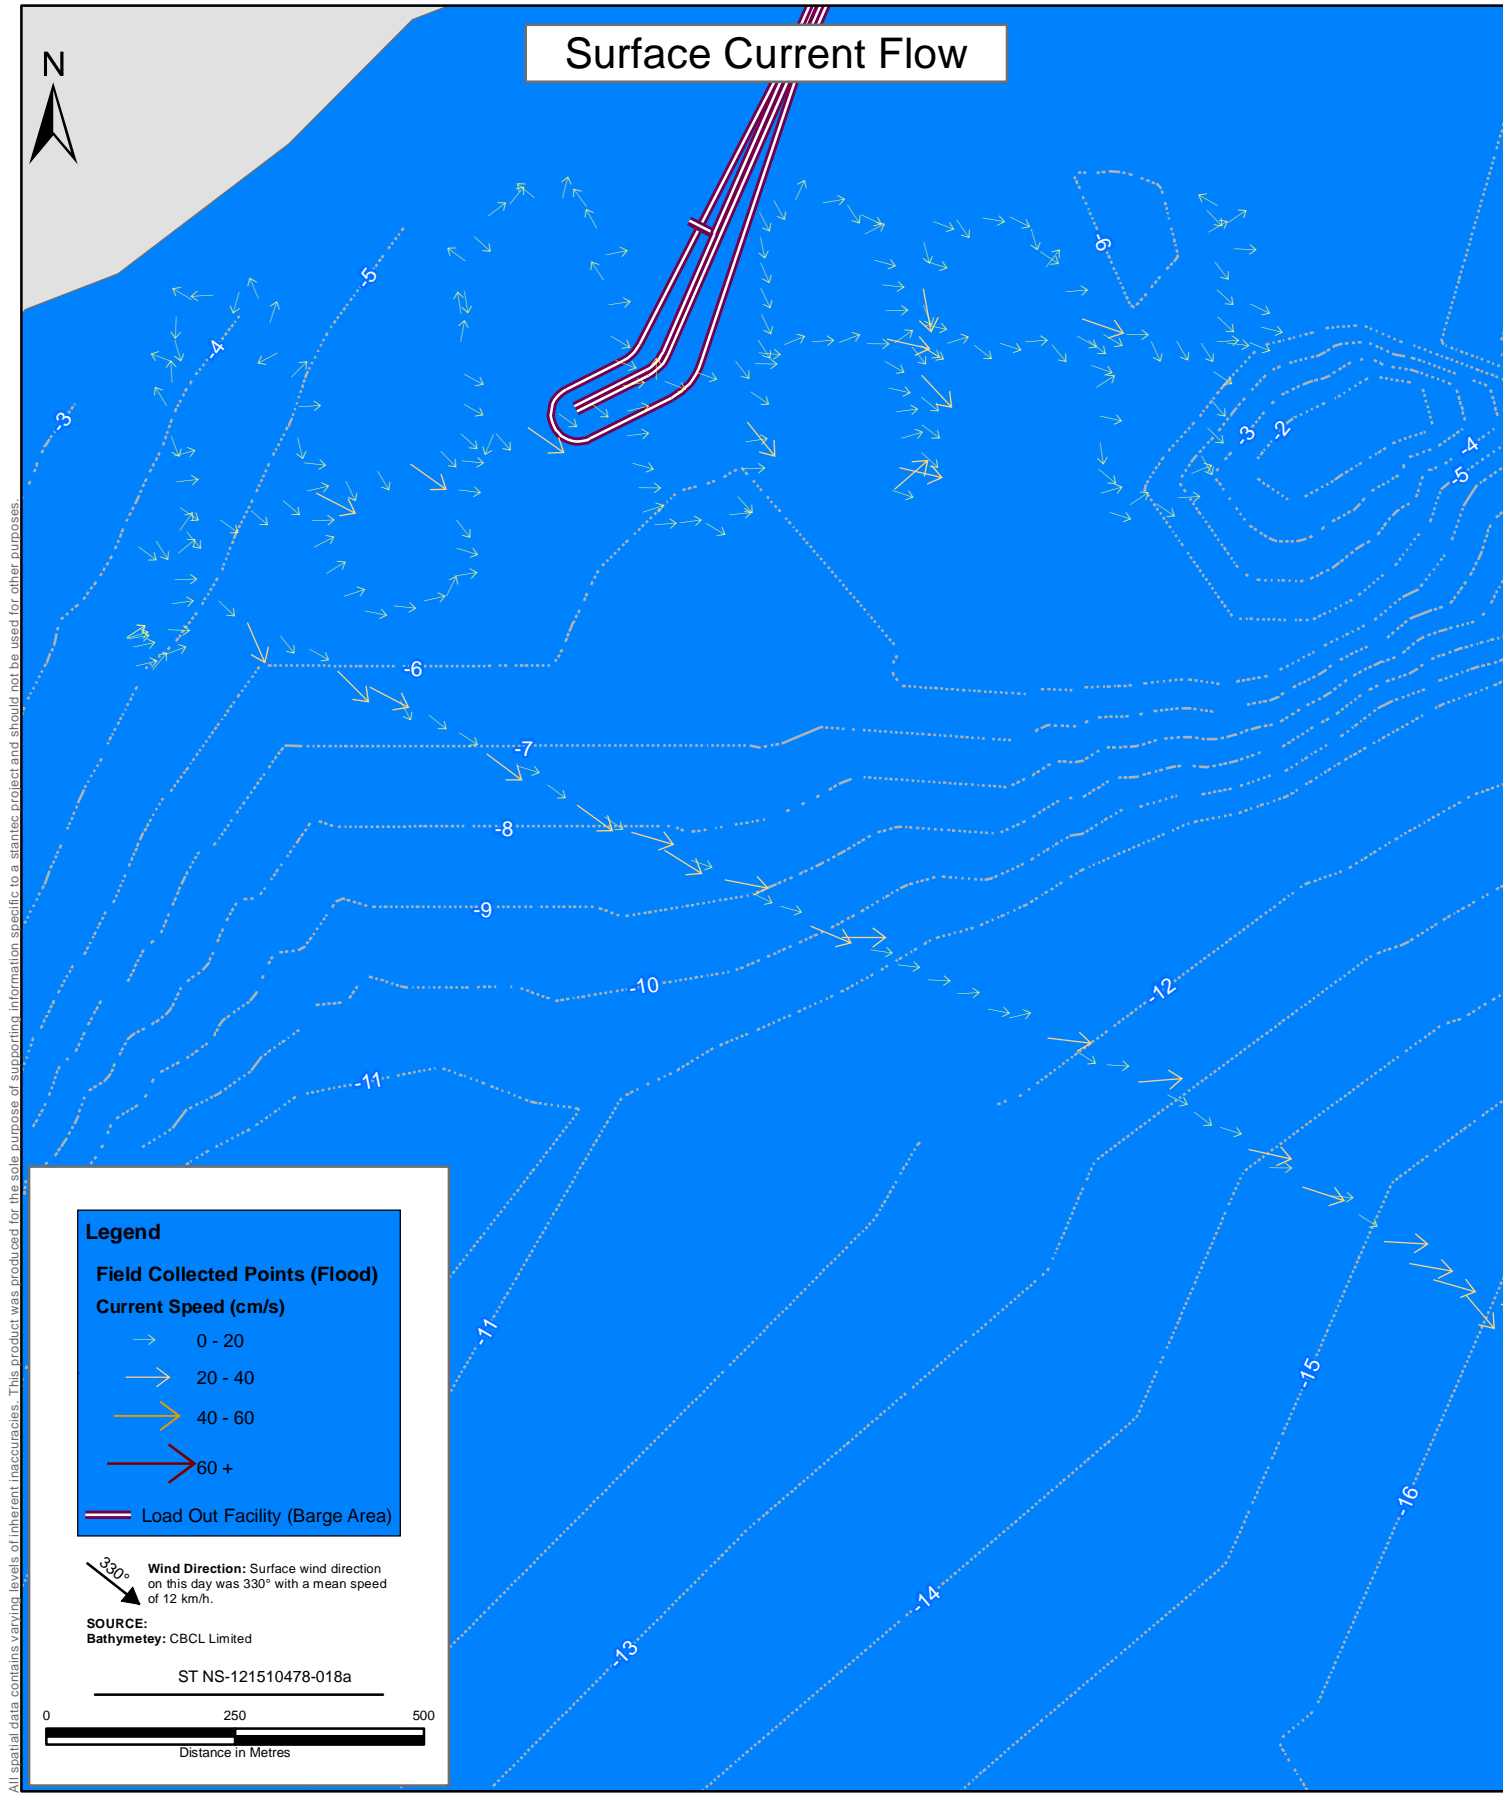 Surface Current Flow
N
-5
-4
-3
-6
-3
-2
-4
-5
-6
-7
-8
-9
-10
-11
-12
-11
-15
-16
-14
-13
Legend
Field Collected Points (Flood)
Current Speed (cm/s)
0 - 20
20 - 40
40 - 60
60 +
Load Out Facility (Barge Area)
330°
Wind Direction: Surface wind direction
on this day was 330° with a mean speed
of 12 km/h.
SOURCE:
Bathymetey: CBCL Limited
ST NS-121510478-018a
0 250 500
Distance in Metres
All spatial data contains varying levels of inherent inaccuracies. This product was produced for the sole purpose of supporting information specific to a stantec project and should not be used for other purposes.